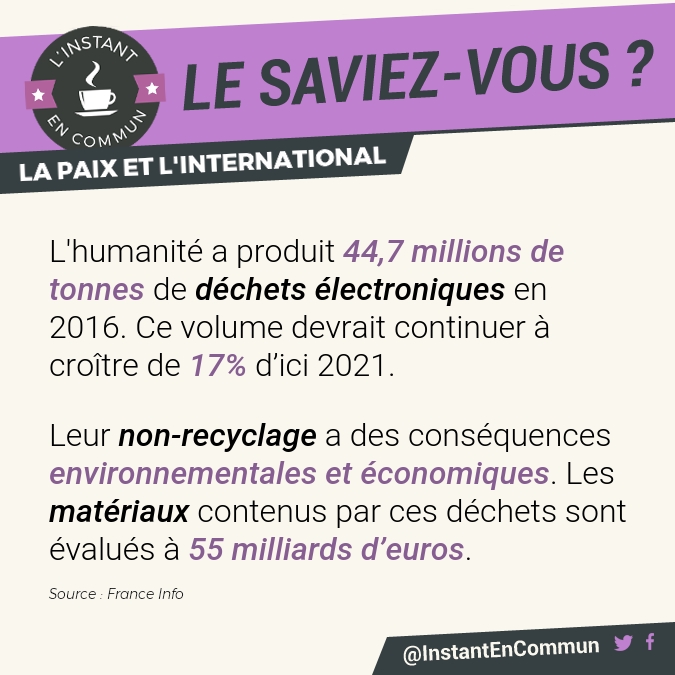 L'INSTANT
EN COMMUN
LE SAVIEZ-VOUS ?
LA PAIX ET L'INTERNATIONAL
L'humanité a produit 44,7 millions de
tonnes de déchets électroniques en
2016. Ce volume devrait continuer à
croître de 17% d’ici 2021.
Leur non-recyclage a des conséquences
environnementales et économiques. Les
matériaux contenus par ces déchets sont
évalués à 55 milliards d’euros.
Source : France Info
@InstantEnCommun